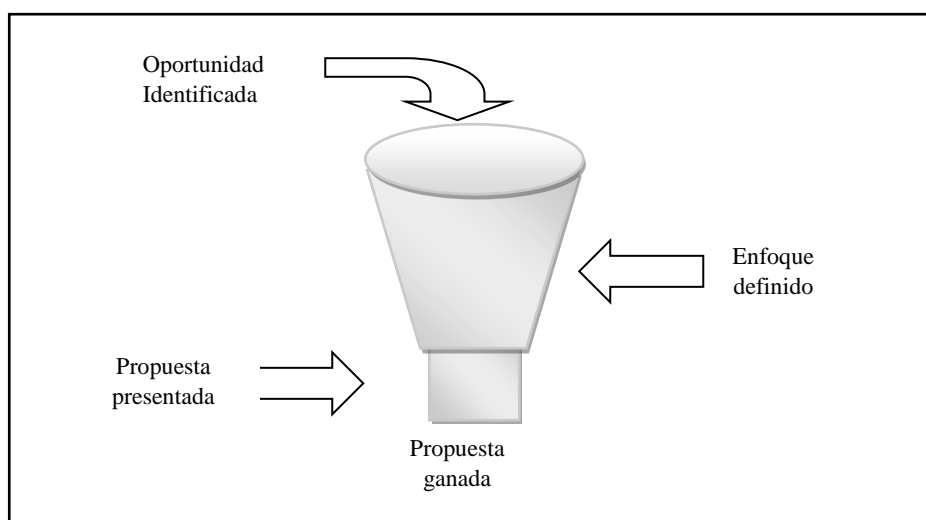 Oportunidad
Identificada
Enfoque
definido
Propuesta
presentada
Propuesta
ganada